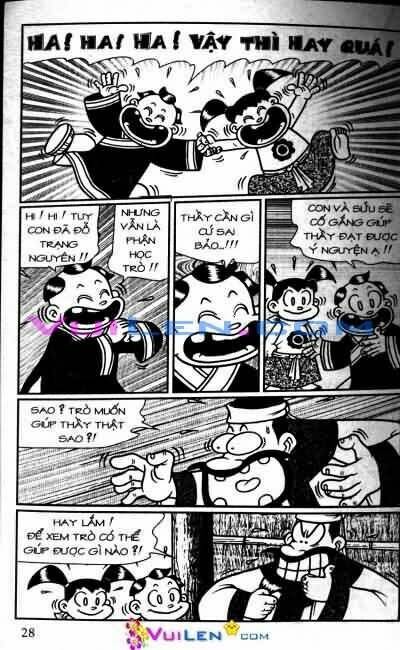 HA! HA! HA! VẬY THÌ HAY QUÁ!
HI! HI! TUY
CON ĐÃ ĐỖ
TRẠNG
NGUYÊN!!
NHƯNG
VẪN LÀ
PHẬN
HỌC
TRÒ!!
THẦY CẦN GÌ
CỨ SAI
BẢO...!!!
CON VÀ SỬU SẼ
CỐ GẮNG GIÚP
THẦY ĐẠT ĐƯỢC
Ý NGUYỆN Ạ!!
VUILEN.COM
SAO? TRÒ MUỐN
GIÚP THẦY THẬT
SAO?!
HAY LẮM!
ĐỂ XEM TRÒ CÓ THỂ
GIÚP ĐƯỢC GÌ NÀO?!
28
VUILEN.COM